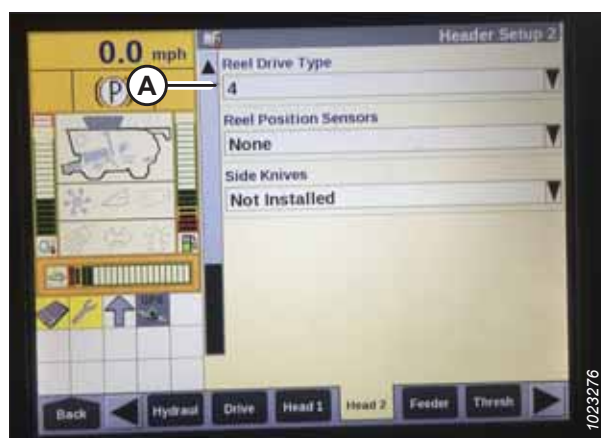 Header Setup 2
0.0 mph
(P)
A
Reel Drive Type
4
Reel Position Sensors
None
Side Knives
Not Installed
GPS
Back
Hydraul
Drive
Head 1
Head 2
Feeder
Thresh
1023276